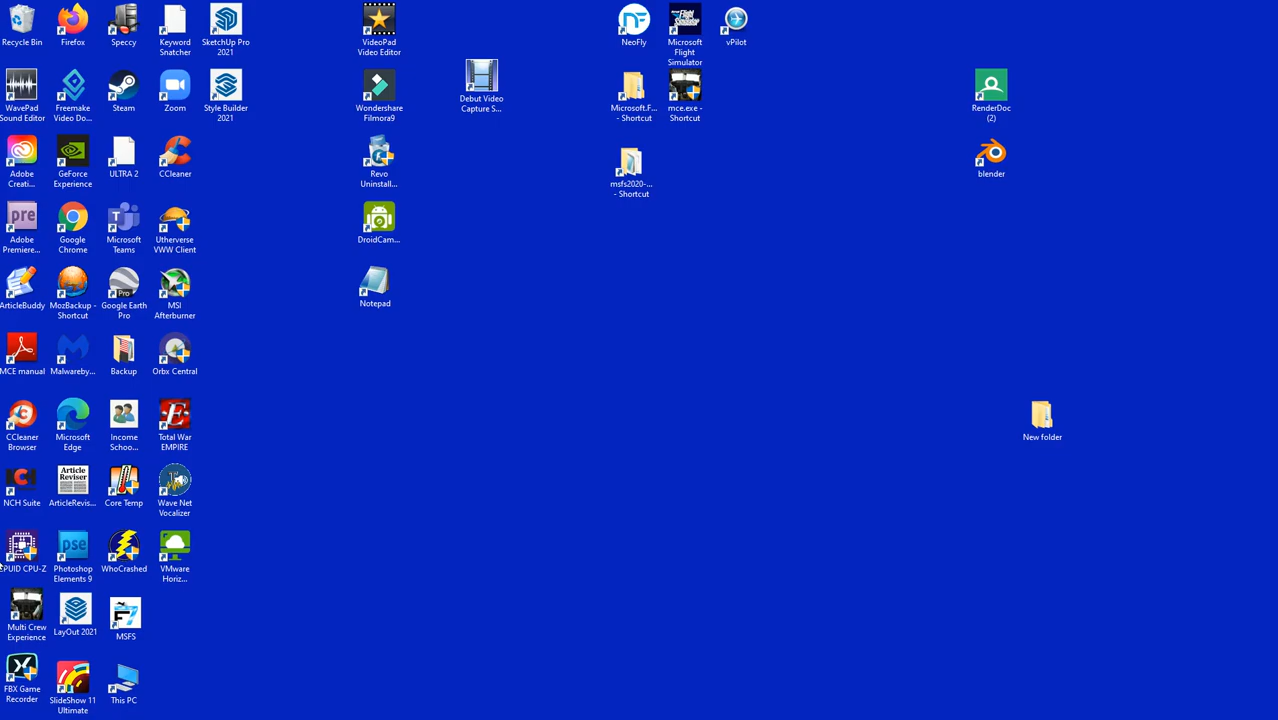 Recycle Bin
Firefox
Speccy
Keyword
Snatcher
SketchUp Pro
2021
VideoPad
Video Editor
NeoFly
Microsoft
Flight
Simulator
vPilot
WavePad
Sound Editor
Freemake
Video Do...
Steam
Zoom
Style Builder
2021
Wondershare
Filmora9
Debut Video
Capture S...
Microsoft.F...
- Shortcut
mce.exe -
Shortcut
RenderDoc
(2)
Adobe
Creati...
GeForce
Experience
ULTRA 2
CCleaner
Revo
Uninstall...
msfs2020-...
- Shortcut
blender
pre
Adobe
Premiere...
Google
Chrome
Microsoft
Teams
Utherverse
VWW Client
DroidCam...
ArticleBuddy
MozBackup -
Shortcut
Pro
Google Earth
Pro
MSI
Afterburner
Notepad
MCE manual
Malwareby...
Backup
Orbx Central
CCleaner
Browser
Microsoft
Edge
Income
Schoo...
Total War
EMPIRE
New folder
NCH
NCH Suite
Article
Reviser
ArticleRevis...
Core Temp
Wave Net
Vocalizer
CPUID CPU-Z
pse
Photoshop
Elements 9
WhoCrashed
VMware
Horiz...
Multi Crew
Experience
LayOut 2021
MSFS
FBX Game
Recorder
SlideShow 11
Ultimate
This PC